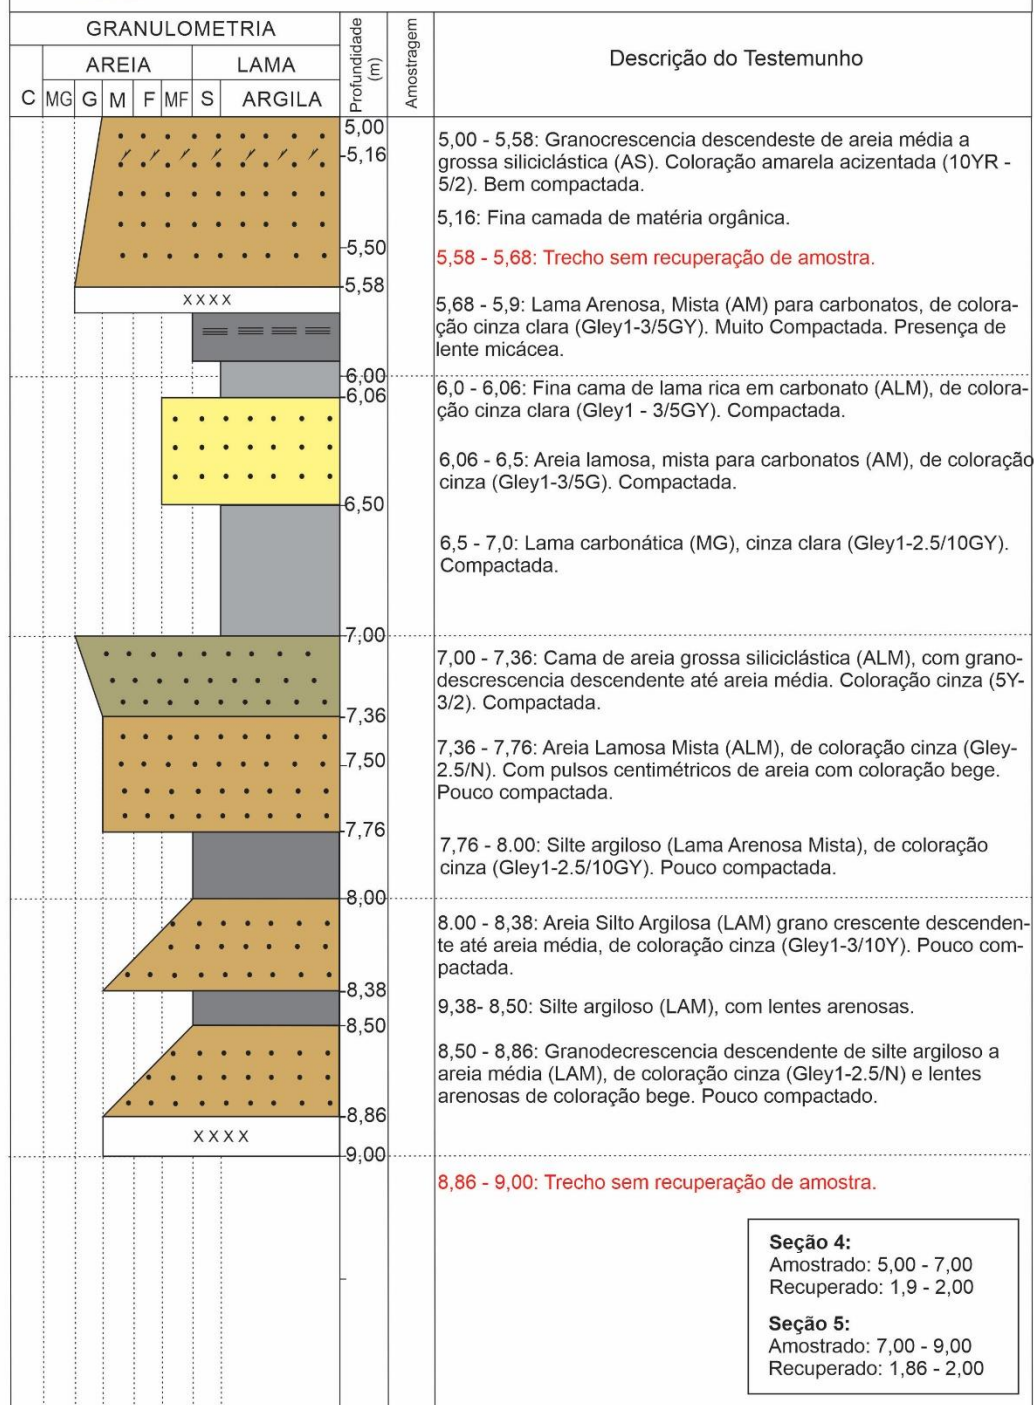 GRANULOMETRIA
Profundidade (m)
Amostragem
Descrição do Testemunho
AREIA
LAMA
C MG G M F MF S ARGILA
5,00
5,16
5,50
5,58
X X X X
6,00
6,06
6,50
7,00
7,36
7,50
7,76
8,00
8,38
8,50
8,86
X X X X
9,00
5,00 - 5,58: Granocrescencia descendeste de areia média a
grossa siliciclástica (AS). Coloração amarela acizentada (10YR -
5/2). Bem compactada.
5,16: Fina camada de matéria orgânica.
5,58 - 5,68: Trecho sem recuperação de amostra.
5,68 - 5,9: Lama Arenosa, Mista (AM) para carbonatos, de colora-
ção cinza clara (Gley1-3/5GY). Muito Compactada. Presença de
lente micácea.
6,0 - 6,06: Fina cama de lama rica em carbonato (ALM), de colora-
ção cinza clara (Gley1 - 3/5GY). Compactada.
6,06 - 6,5: Areia lamosa, mista para carbonatos (AM), de coloração
cinza (Gley1-3/5G). Compactada.
6,5 - 7,0: Lama carbonática (MG), cinza clara (Gley1-2.5/10GY).
Compactada.
7,00 - 7,36: Cama de areia grossa siliciclástica (ALM), com grano-
descrescencia descendente até areia média. Coloração cinza (5Y-
3/2). Compactada.
7,36 - 7,76: Areia Lamosa Mista (ALM), de coloração cinza (Gley-
2.5/N). Com pulsos centimétricos de areia com coloração bege.
Pouco compactada.
7,76 - 8.00: Silte argiloso (Lama Arenosa Mista), de coloração
cinza (Gley1-2.5/10GY). Pouco compactada.
8.00 - 8,38: Areia Silto Argilosa (LAM) grano crescente descenden-
te até areia média, de coloração cinza (Gley1-3/10Y). Pouco com-
pactada.
9,38- 8,50: Silte argiloso (LAM), com lentes arenosas.
8,50 - 8,86: Granodecrescencia descendente de silte argiloso a
areia média (LAM), de coloração cinza (Gley1-2.5/N) e lentes
arenosas de coloração bege. Pouco compactado.
8,86 - 9,00: Trecho sem recuperação de amostra.
Seção 4:
Amostrado: 5,00 - 7,00
Recuperado: 1,9 - 2,00
Seção 5:
Amostrado: 7,00 - 9,00
Recuperado: 1,86 - 2,00